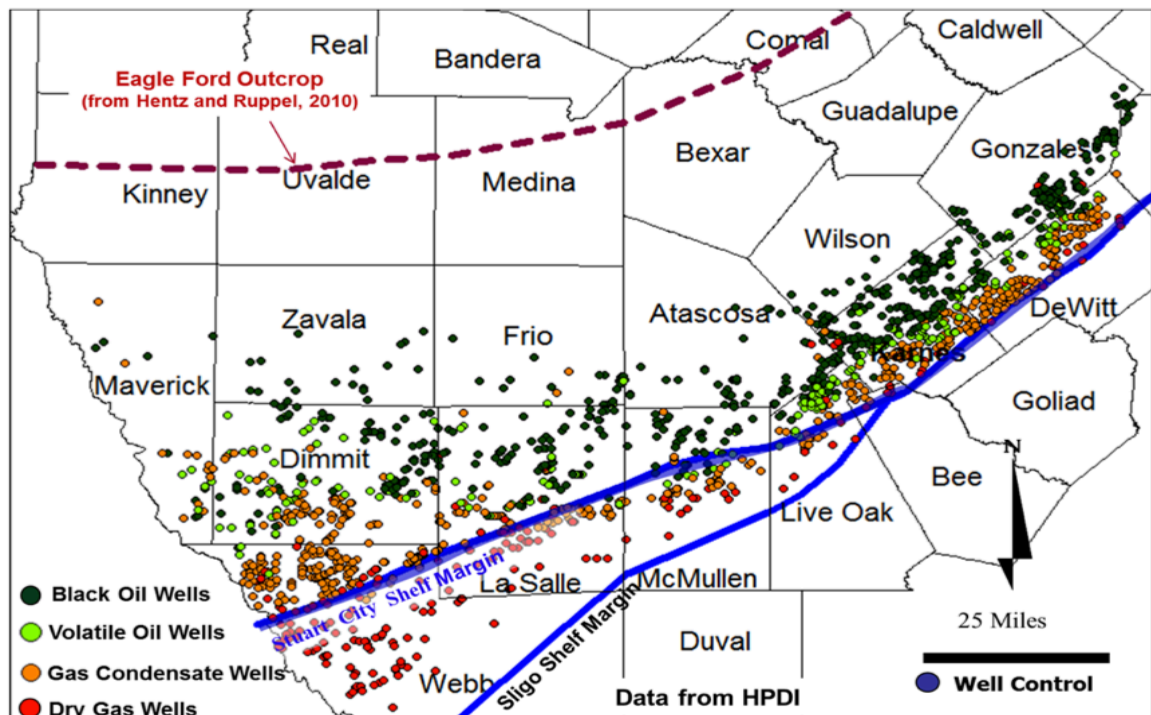 Real
Bandera
Comal
Caldwell
Eagle Ford Outcrop
(from Hentz and Ruppel, 2010)
Guadalupe
Kinney
Uvalde
Medina
Bexar
Gonzales
Wilson
Zavala
Frio
Atascosa
DeWitt
Karnes
Maverick
Goliad
Dimmit
N
Bee
Live Oak
Stuart City Shelf Margin
La Salle
McMullen
Black Oil Wells
Volatile Oil Wells
Gas Condensate Wells
Dry Gas Wells
Webb
Sligo Shelf Margin
Duval
25 Miles
Data from HPDI
Well Control